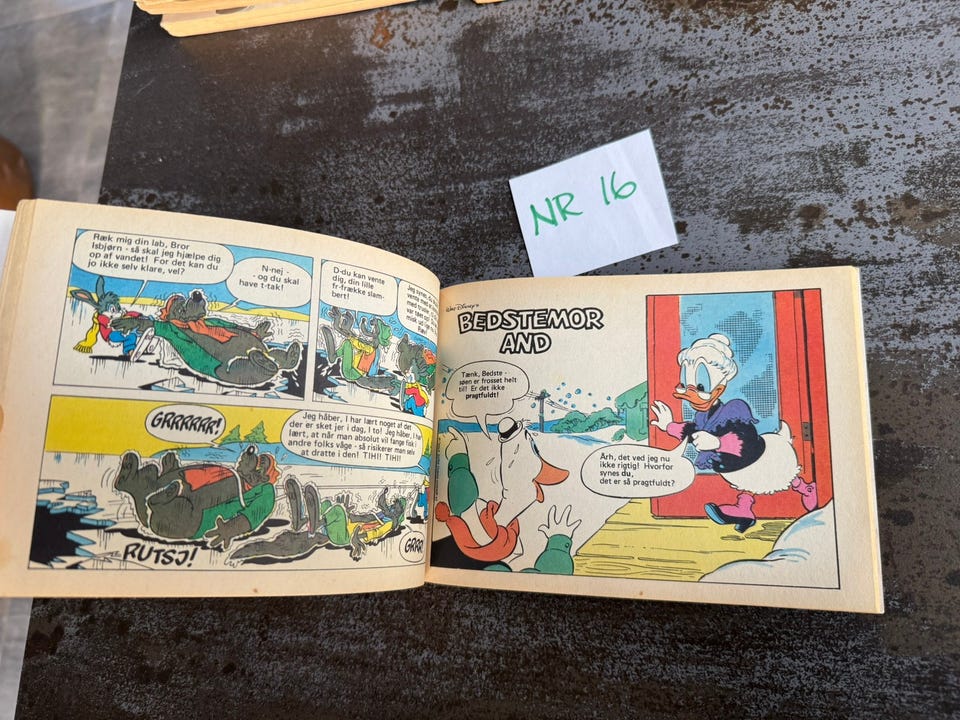 NR 16
Ræk mig din lab, Bror
Isbjørn - så skal jeg hjælpe dig
op af vandet! For det kan du
jo ikke selv klare, vel?
N-nej -
- og du skal
have t-tak!
D-du kan vente
dig, din lille
fr-frække slam-
bert!
GRRRRRR!
Jeg håber, I har lært noget af det
der er sket jer i dag, I to! Jeg håber, I har
lært, at når man absolut vil fange fisk i
andre folks våge - så risikerer man selv
at dratte i den! TIH!! TIH!!
RUTSJ!
GRRR
Walt Disney's
BEDSTEMOR
AND
Tænk, Bedste -
søen er frosset helt
til! Er det ikke
pragtfuldt!
Årh, det ved jeg nu
ikke rigtig! Hvorfor
synes du,
det er så pragtfuldt?